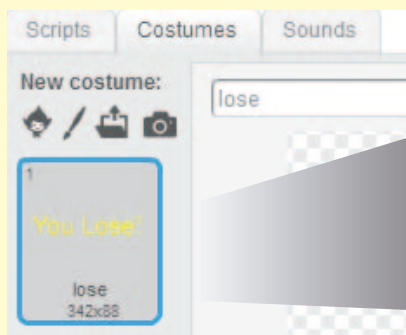 Scripts Costumes Sounds
New costume:
lose
1
You Lose!
lose
342x88